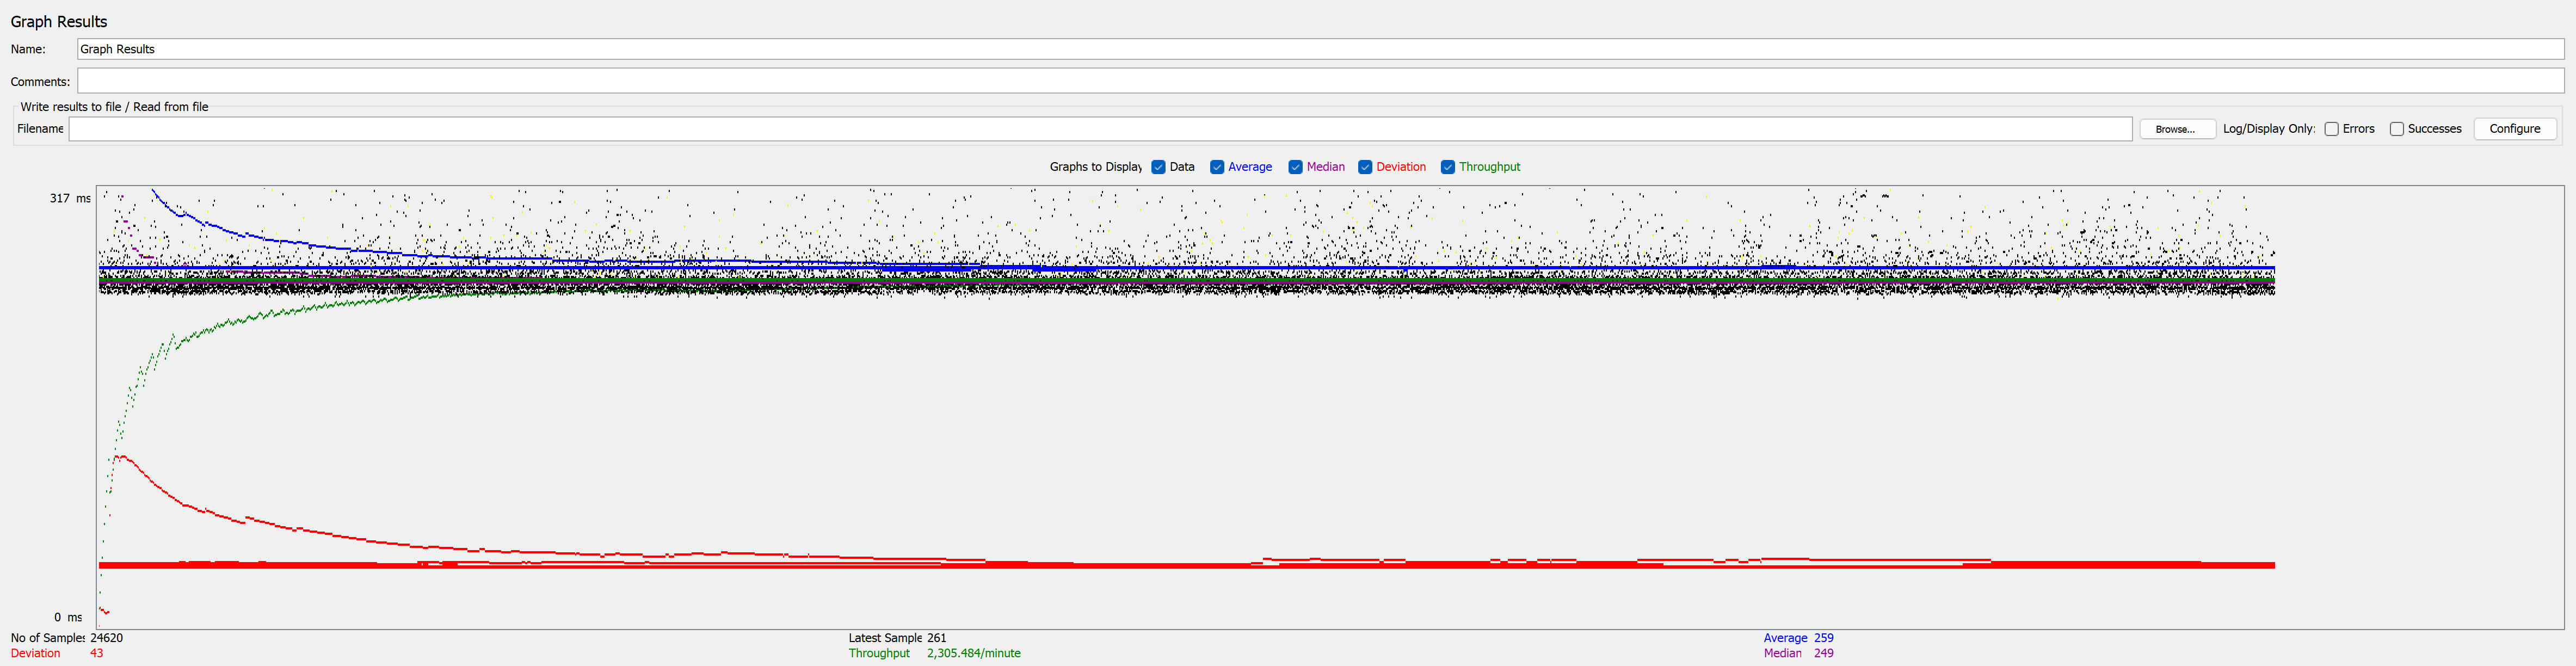 Graph Results
Name: Graph Results
Comments:
Write results to file / Read from file
Filename Browse... Log/Display Only: Errors Successes Configure
Graphs to Display Data Average Median Deviation Throughput
317 ms
0 ms
No of Samples 24620 Latest Sample 261 Average 259
Deviation 43 Throughput 2,305.484/minute Median 249